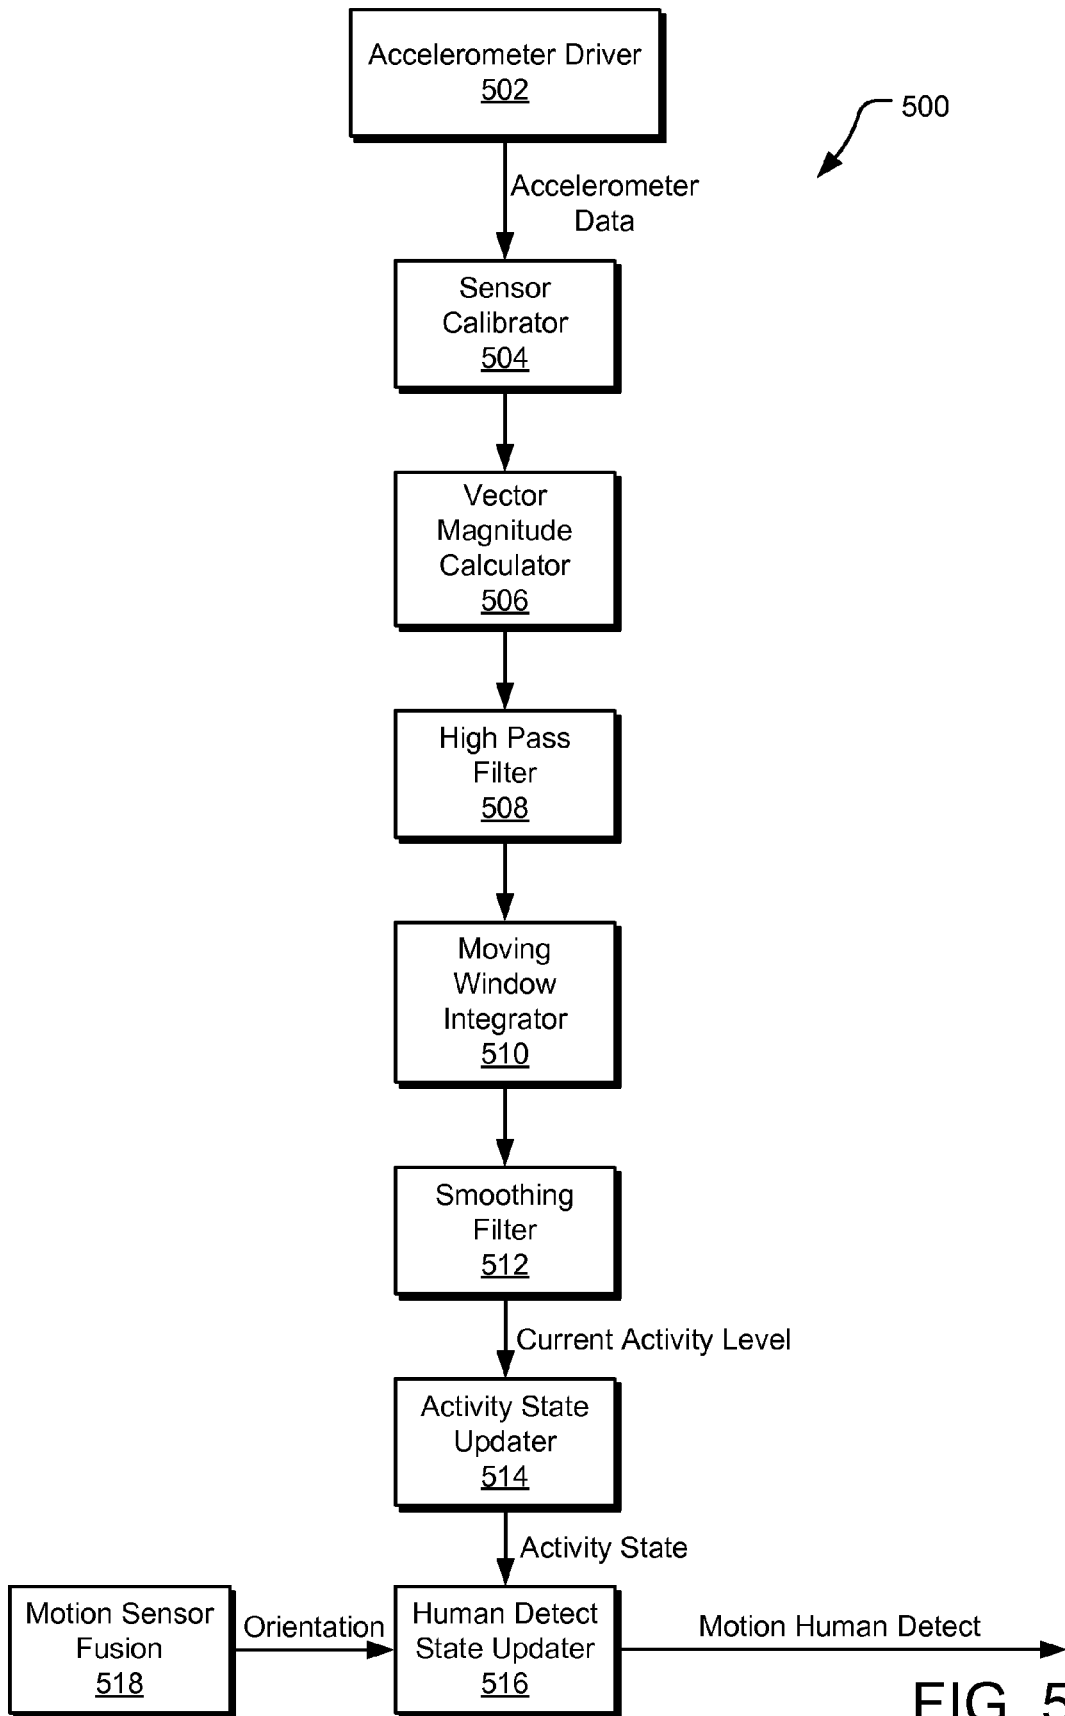 Accelerometer Driver
502
500
Accelerometer
Data
Sensor
Calibrator
504
Vector
Magnitude
Calculator
506
High Pass
Filter
508
Moving
Window
Integrator
510
Smoothing
Filter
512
Current Activity Level
Activity State
Updater
514
Activity State
Motion Sensor
Fusion
518
Orientation
Human Detect
State Updater
516
Motion Human Detect
FIG. 5